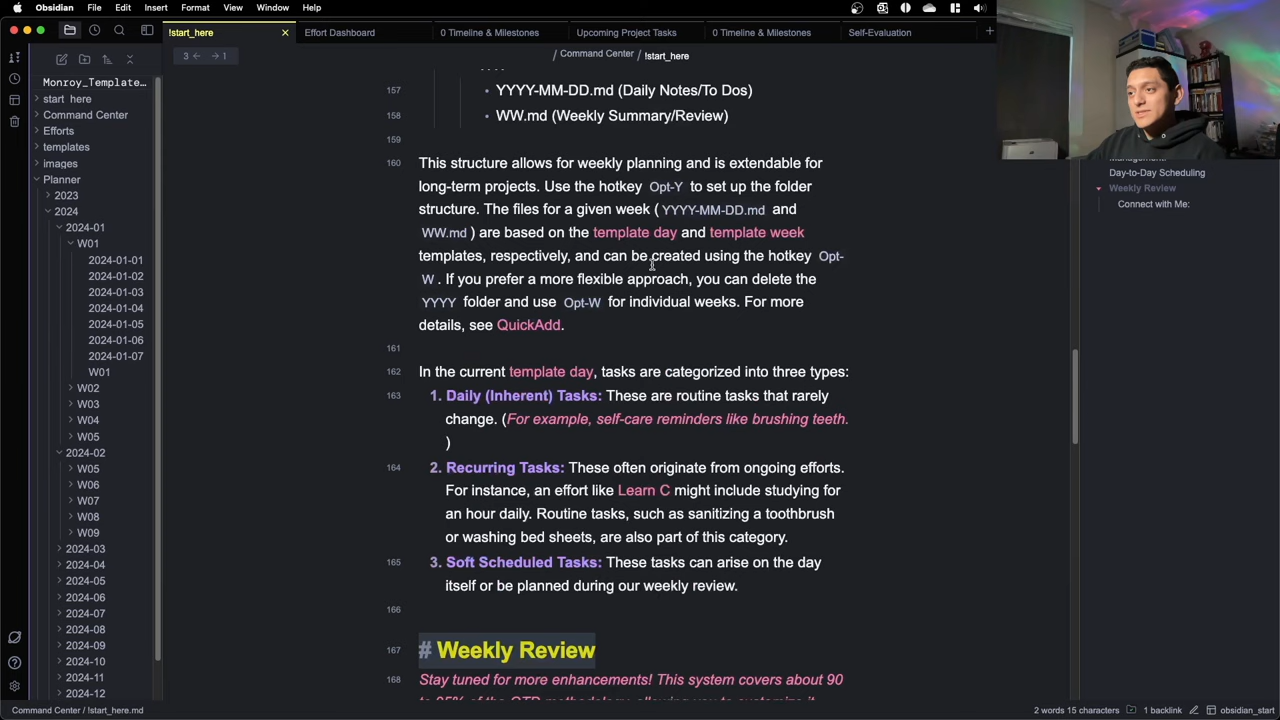 Obsidian File Edit Insert Format View Window Help
!start_here
Effort Dashboard
0 Timeline & Milestones
Upcoming Project Tasks
0 Timeline & Milestones
Self-Evaluation
3 ← → 1
/ Command Center / !start_here
Monroy_Template...
start here
Command Center
Efforts
templates
images
Planner
2023
2024
2024-01
W01
2024-01-01
2024-01-02
2024-01-03
2024-01-04
2024-01-05
2024-01-06
2024-01-07
W01
W02
W03
W04
W05
2024-02
W05
W06
W07
W08
W09
2024-03
2024-04
2024-05
2024-06
2024-07
2024-08
2024-09
2024-10
2024-11
2024-12
157 • YYYY-MM-DD.md (Daily Notes/To Dos)
158 • WW.md (Weekly Summary/Review)
159
160 This structure allows for weekly planning and is extendable for
long-term projects. Use the hotkey Opt-Y to set up the folder
structure. The files for a given week ( YYYY-MM-DD.md and
WW.md ) are based on the template day and template week
templates, respectively, and can be created using the hotkey Opt-
W . If you prefer a more flexible approach, you can delete the
YYYY folder and use Opt-W for individual weeks. For more
details, see QuickAdd.
161
162 In the current template day, tasks are categorized into three types:
163 1. Daily (Inherent) Tasks: These are routine tasks that rarely
change. (For example, self-care reminders like brushing teeth.
)
164 2. Recurring Tasks: These often originate from ongoing efforts.
For instance, an effort like Learn C might include studying for
an hour daily. Routine tasks, such as sanitizing a toothbrush
or washing bed sheets, are also part of this category.
165 3. Soft Scheduled Tasks: These tasks can arise on the day
itself or be planned during our weekly review.
166
167 # Weekly Review
168 Stay tuned for more enhancements! This system covers about 90
Day-to-Day Scheduling
Weekly Review
Connect with Me:
Command Center / !start_here.md
2 words 15 characters
1 backlink
obsidian_start